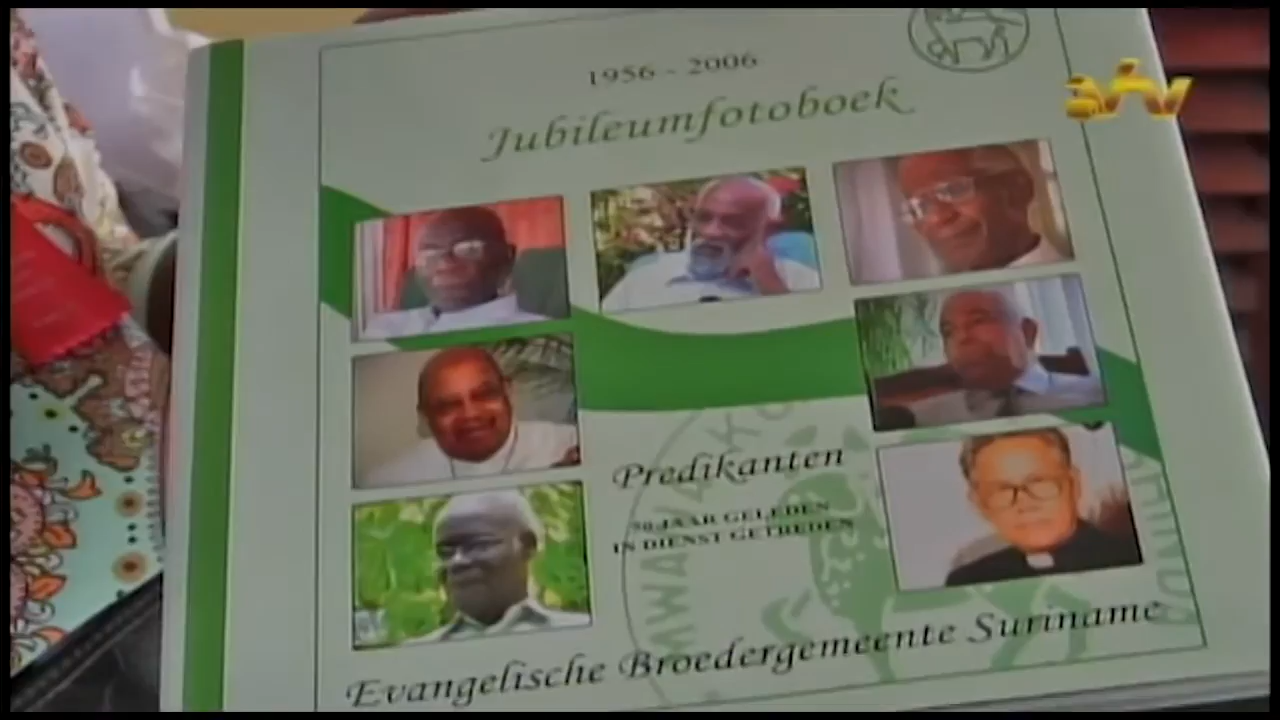 1956 - 2006
Jubileumfotoboek
Predikanten
50 JAAR GELEDEN
IN DIENST GETREDEN
Evangelische Broedergemeente Suriname